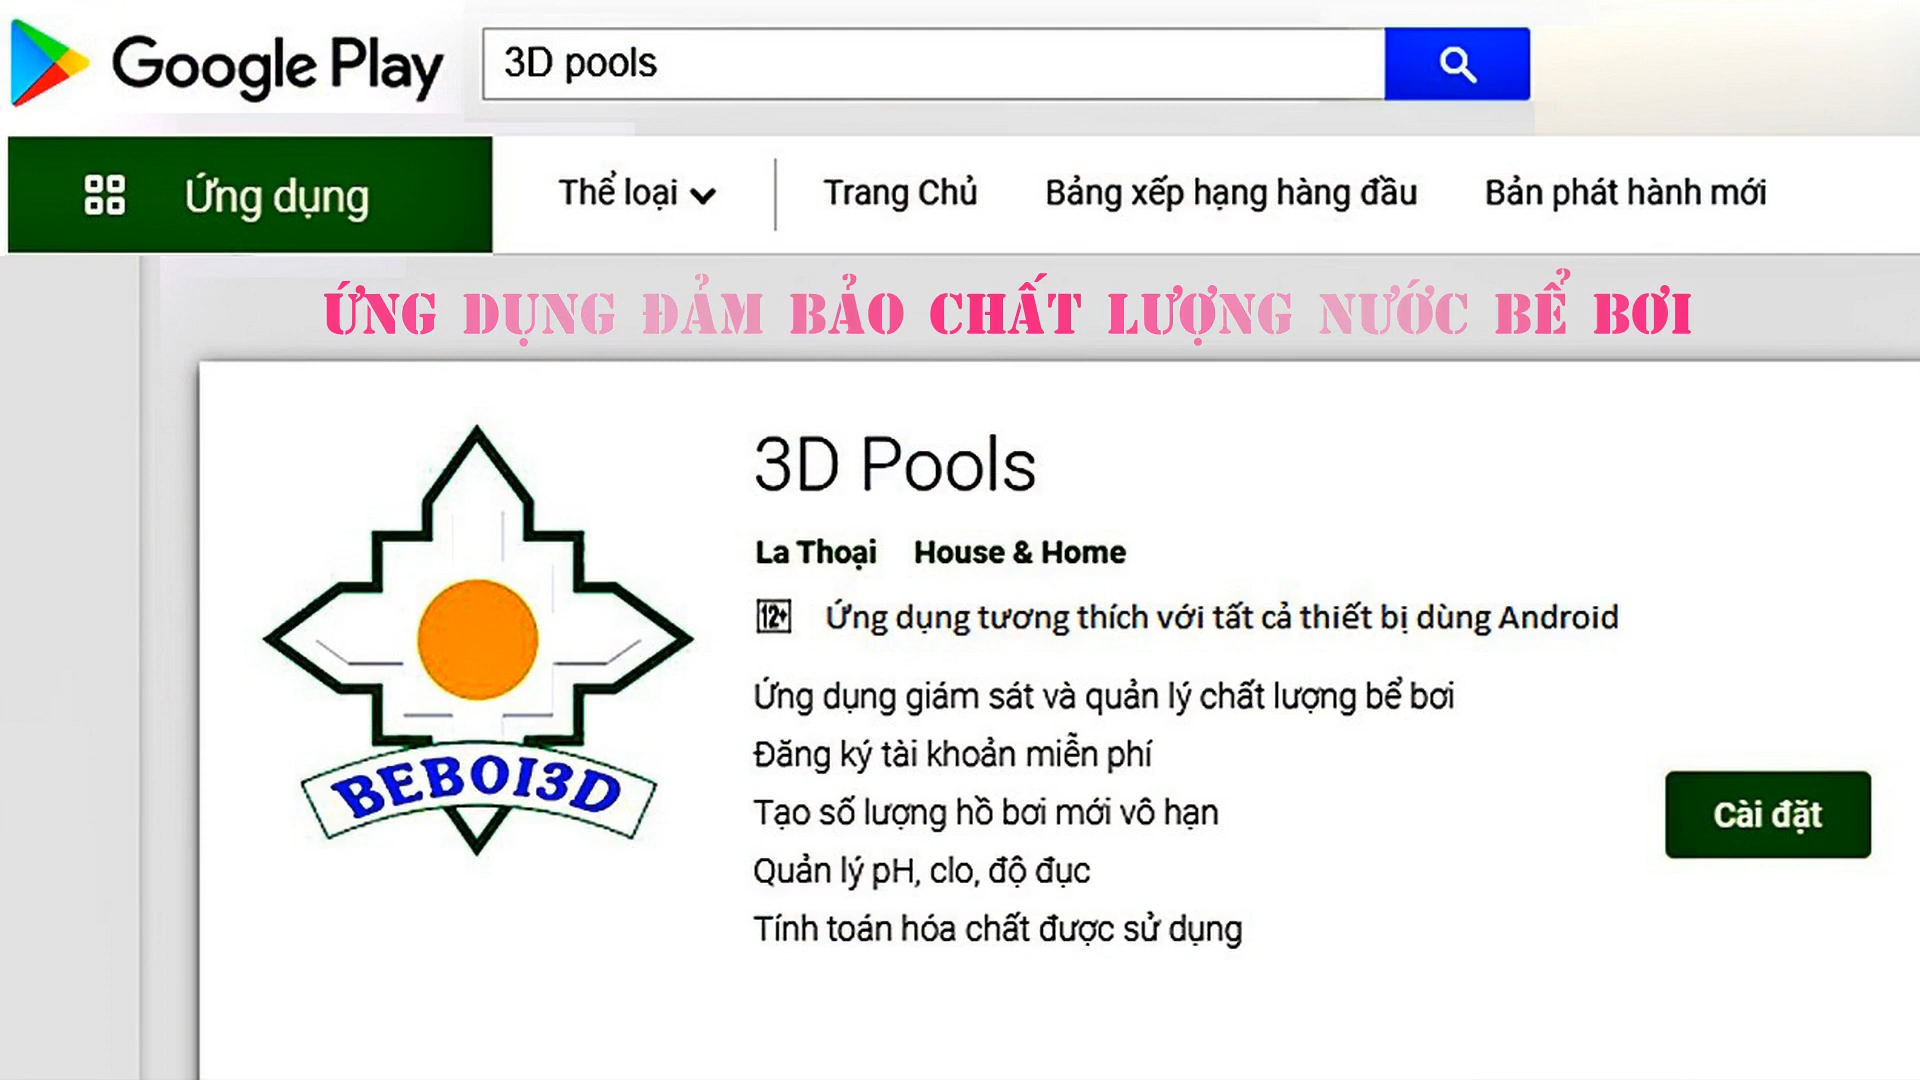 Google Play
3D pools
Ứng dụng
Thể loại
Trang Chủ
Bảng xếp hạng hàng đầu
Bản phát hành mới
ỨNG DỤNG ĐẢM BẢO CHẤT LƯỢNG NƯỚC BỂ BƠI
3D Pools
La Thoại House & Home
12+ Ứng dụng tương thích với tất cả thiết bị dùng Android
Ứng dụng giám sát và quản lý chất lượng bể bơi
Đăng ký tài khoản miễn phí
Tạo số lượng hồ bơi mới vô hạn
Quản lý pH, clo, độ đục
Tính toán hóa chất được sử dụng
Cài đặt
BEBOI3D